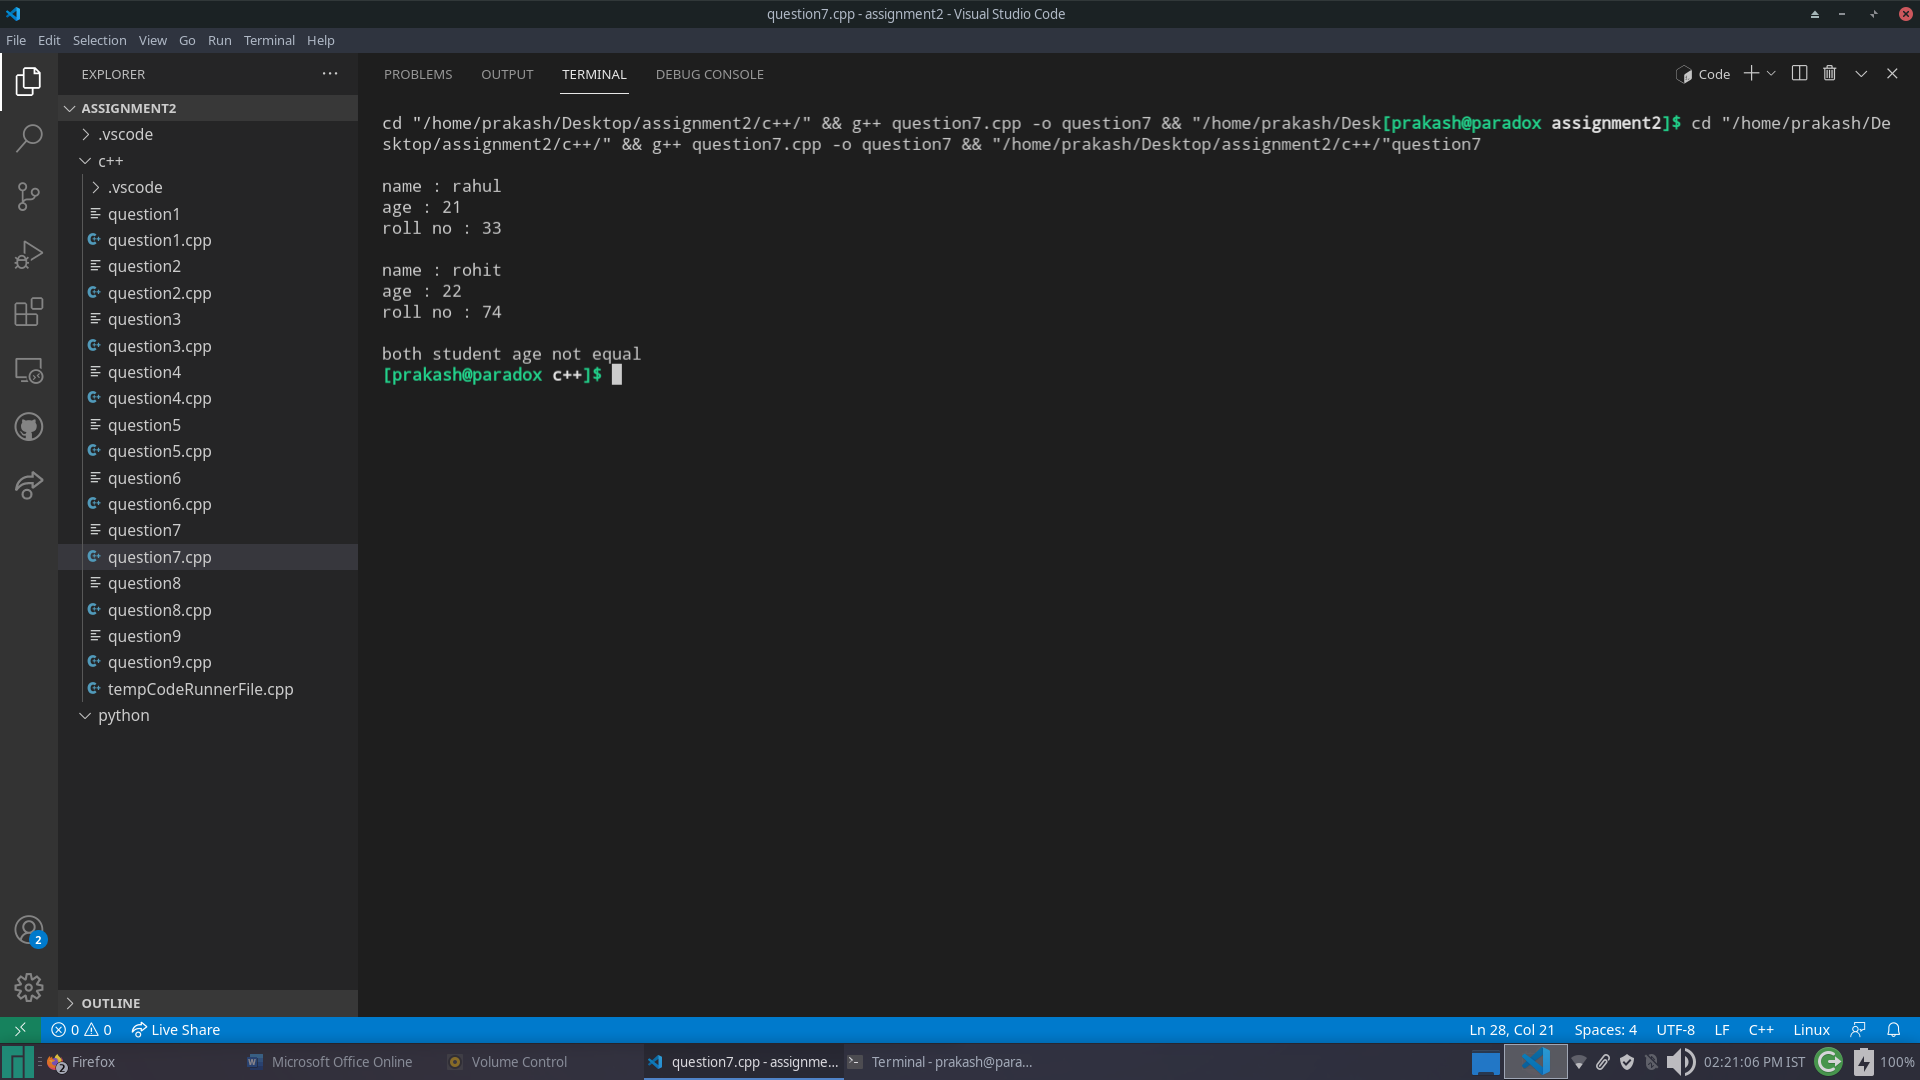 question7.cpp - assignment2 - Visual Studio Code
File Edit Selection View Go Run Terminal Help
EXPLORER
PROBLEMS OUTPUT TERMINAL DEBUG CONSOLE
Code
ASSIGNMENT2
.vscode
c++
.vscode
question1
question1.cpp
question2
question2.cpp
question3
question3.cpp
question4
question4.cpp
question5
question5.cpp
question6
question6.cpp
question7
question7.cpp
question8
question8.cpp
question9
question9.cpp
tempCodeRunnerFile.cpp
python
OUTLINE
cd "/home/prakash/Desktop/assignment2/c++/" && g++ question7.cpp -o question7 && "/home/prakash/Desk[prakash@paradox assignment2]$ cd "/home/prakash/De
sktop/assignment2/c++/" && g++ question7.cpp -o question7 && "/home/prakash/Desktop/assignment2/c++/"question7
name : rahul
age : 21
roll no : 33
name : rohit
age : 22
roll no : 74
both student age not equal
[prakash@paradox c++]$
2
0 0 Live Share
Ln 28, Col 21 Spaces: 4 UTF-8 LF C++ Linux
2 Firefox
Microsoft Office Online
Volume Control
question7.cpp - assignme...
Terminal - prakash@para...
02:21:06 PM IST
100%